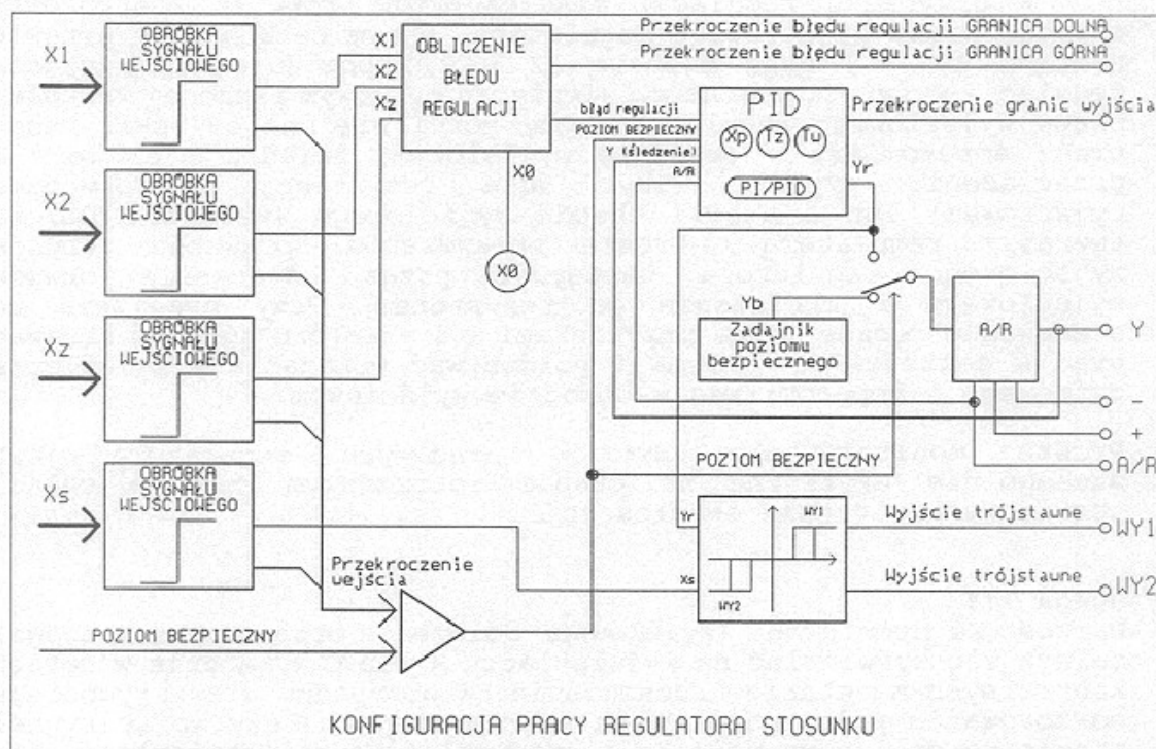 X1
OBRÓBKA
SYGNAŁU
WEJŚCIOWEGO
X2
OBRÓBKA
SYGNAŁU
WEJŚCIOWEGO
Xz
OBRÓBKA
SYGNAŁU
WEJŚCIOWEGO
Xs
OBRÓBKA
SYGNAŁU
WEJŚCIOWEGO
X1
X2
Xz
OBLICZENIE
BŁĘDU
REGULACJI
X0
X0
Przekroczenie błędu regulacji GRANICA DOLNA
Przekroczenie błędu regulacji GRANICA GÓRNA
błąd regulacji
POZIOM BEZPIECZNY
Y (śledzenie)
A/R
PID
Xp
Tz
Tu
PI/PID
Przekroczenie granic wyjścia
Yr
Yb
Zadajnik
poziomu
bezpiecznego
A/R
Y
−
+
A/R
POZIOM BEZPIECZNY
Yr
Xs
WY1
WY2
Wyjście trójstawne
WY1
Wyjście trójstawne
WY2
Przekroczenie
wejścia
POZIOM BEZPIECZNY
KONFIGURACJA PRACY REGULATORA STOSUNKU